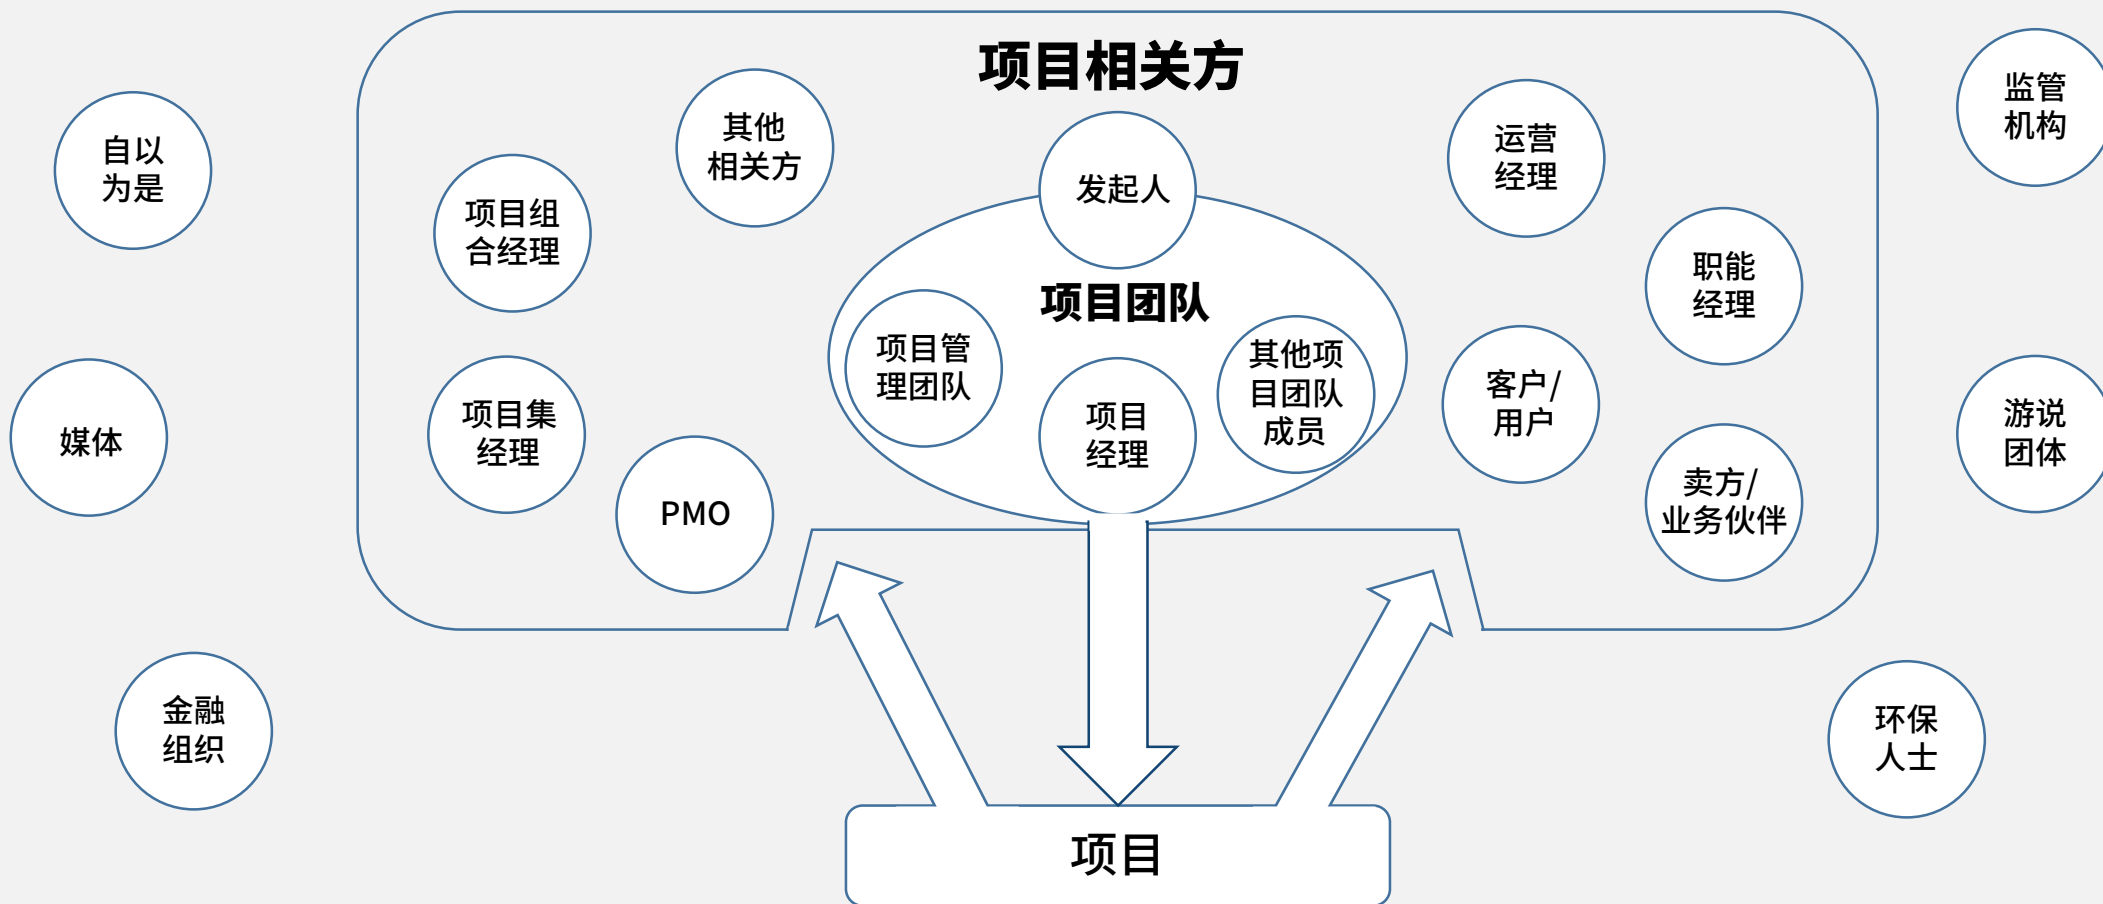 项目相关方
自以
为是
媒体
金融
组织
项目组
合经理
其他
相关方
项目集
经理
PMO
发起人
项目团队
项目管
理团队
项目
经理
其他项
目团队
成员
运营
经理
职能
经理
客户/
用户
卖方/
业务伙伴
监管
机构
游说
团体
环保
人士
项目